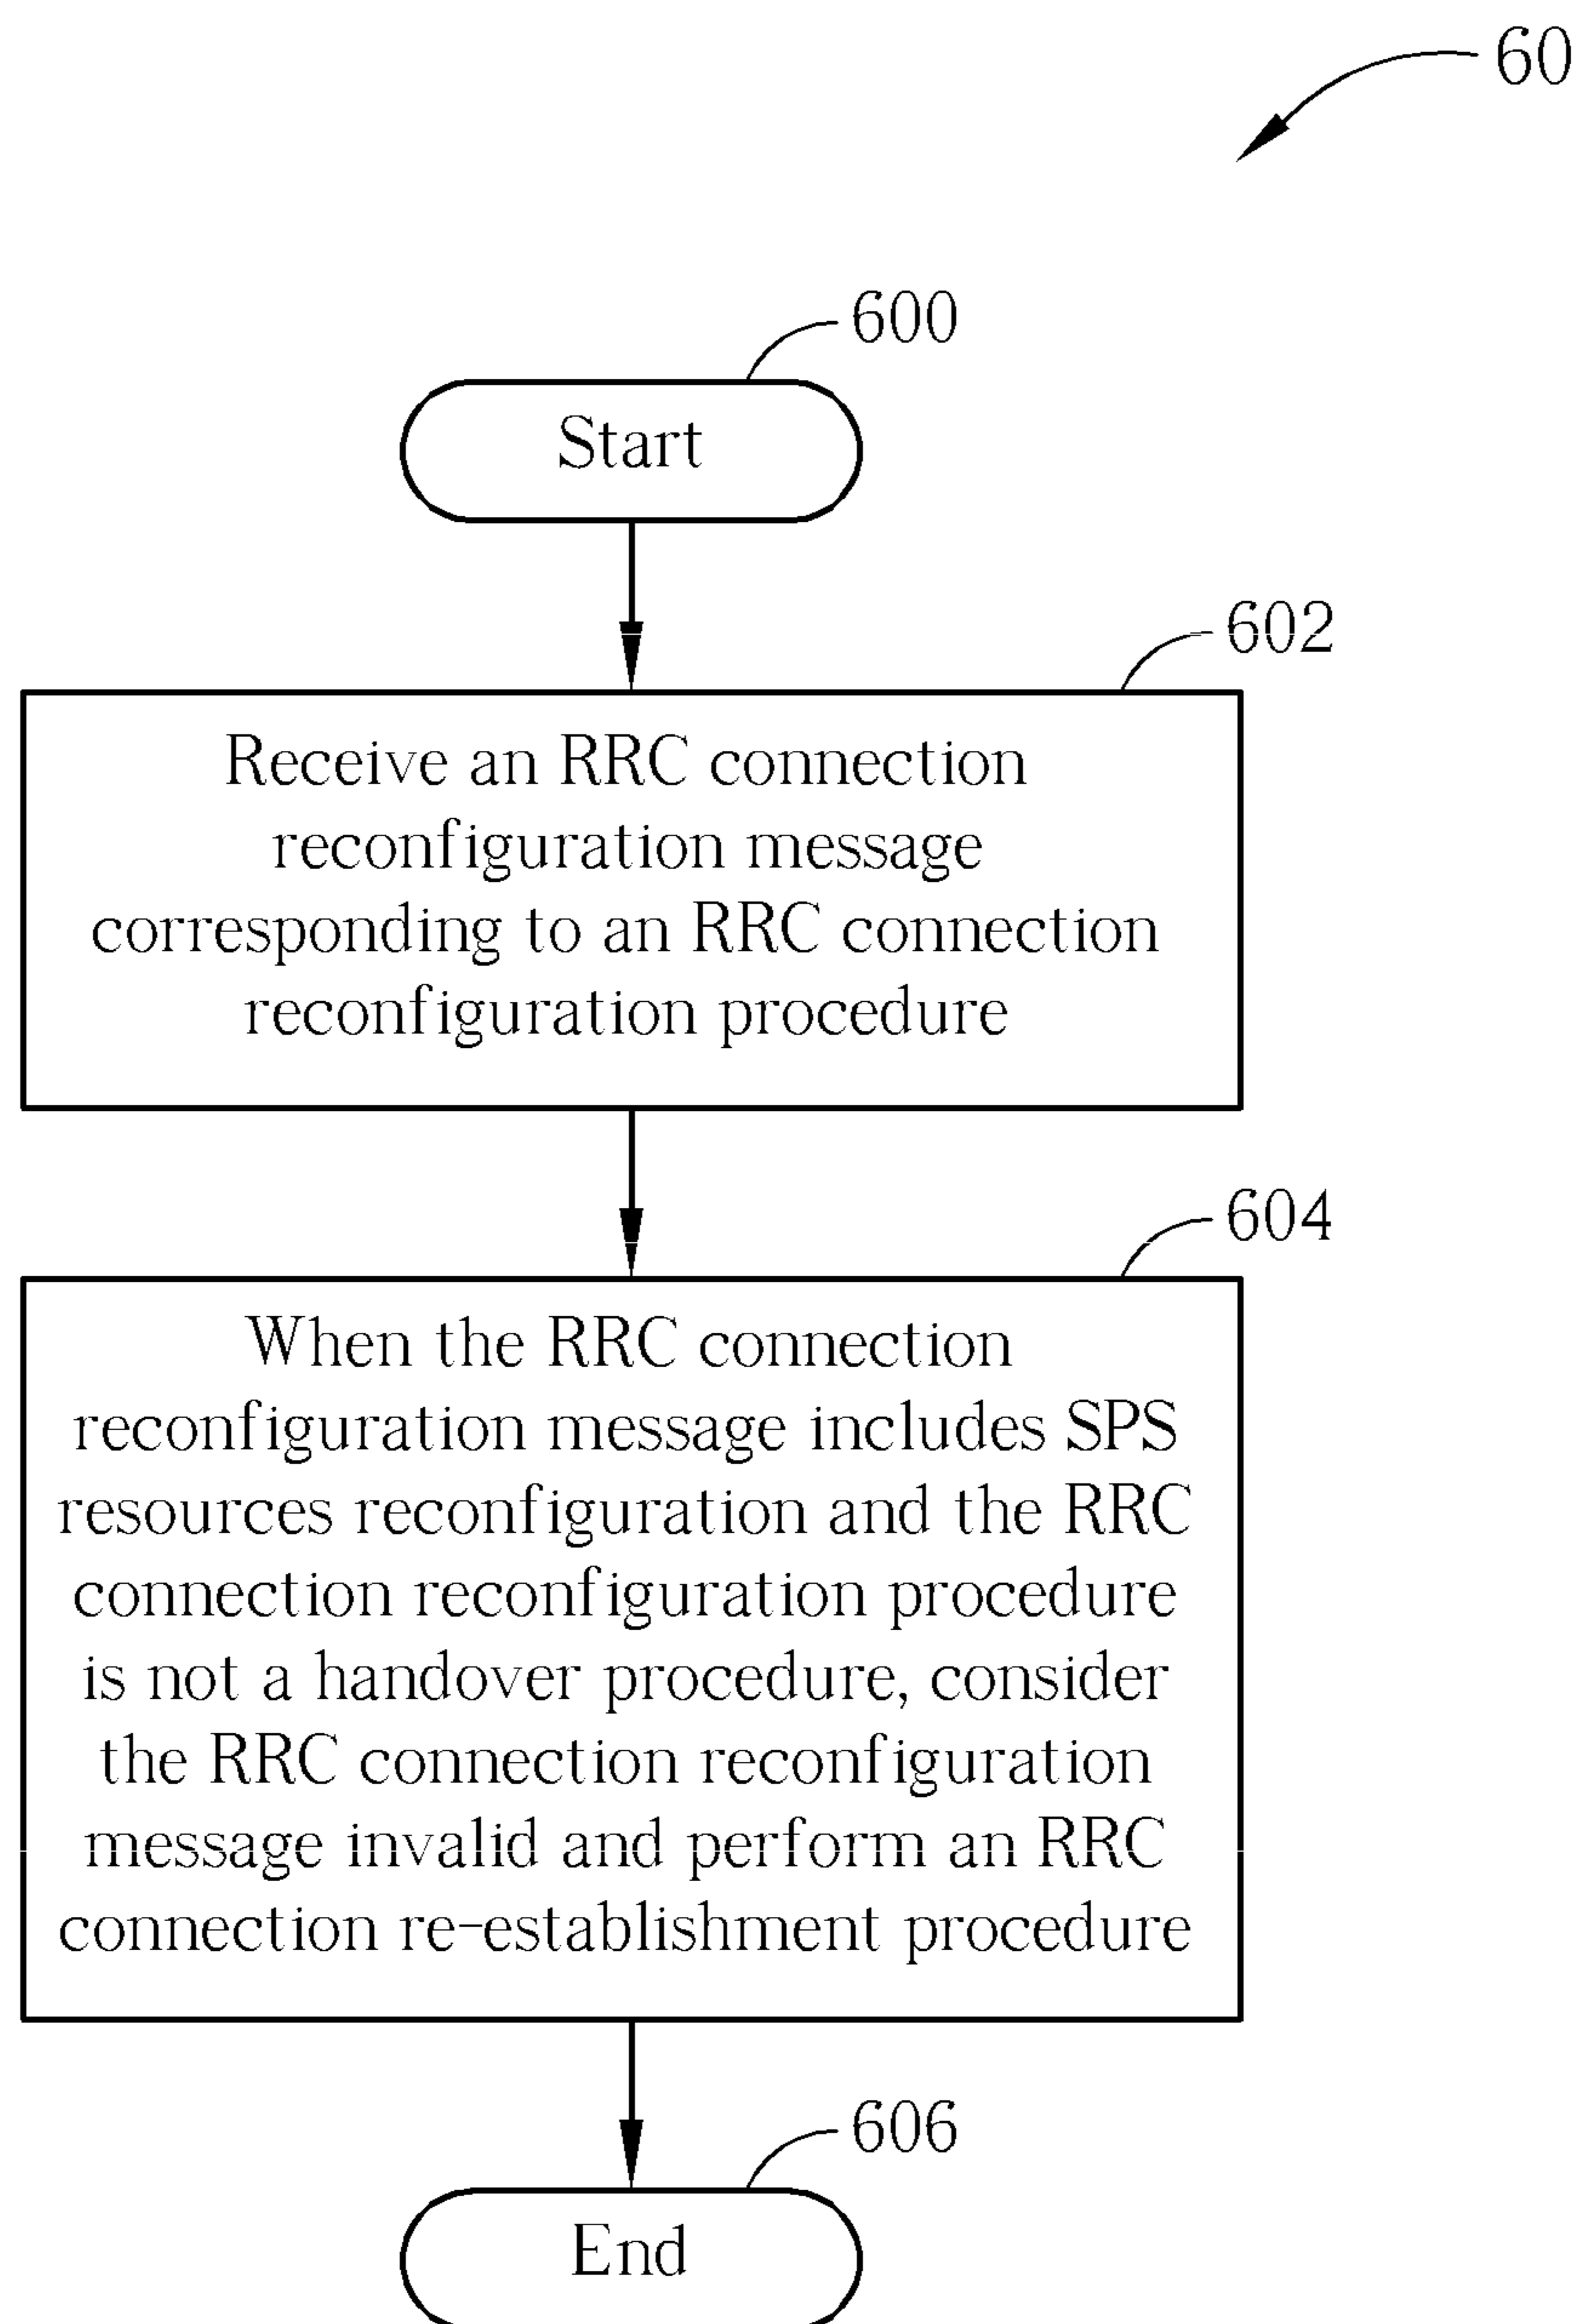 60
600
Start
602
Receive an RRC connection
reconfiguration message
corresponding to an RRC connection
reconfiguration procedure
604
When the RRC connection
reconfiguration message includes SPS
resources reconfiguration and the RRC
connection reconfiguration procedure
is not a handover procedure, consider
the RRC connection reconfiguration
message invalid and perform an RRC
connection re-establishment procedure
606
End